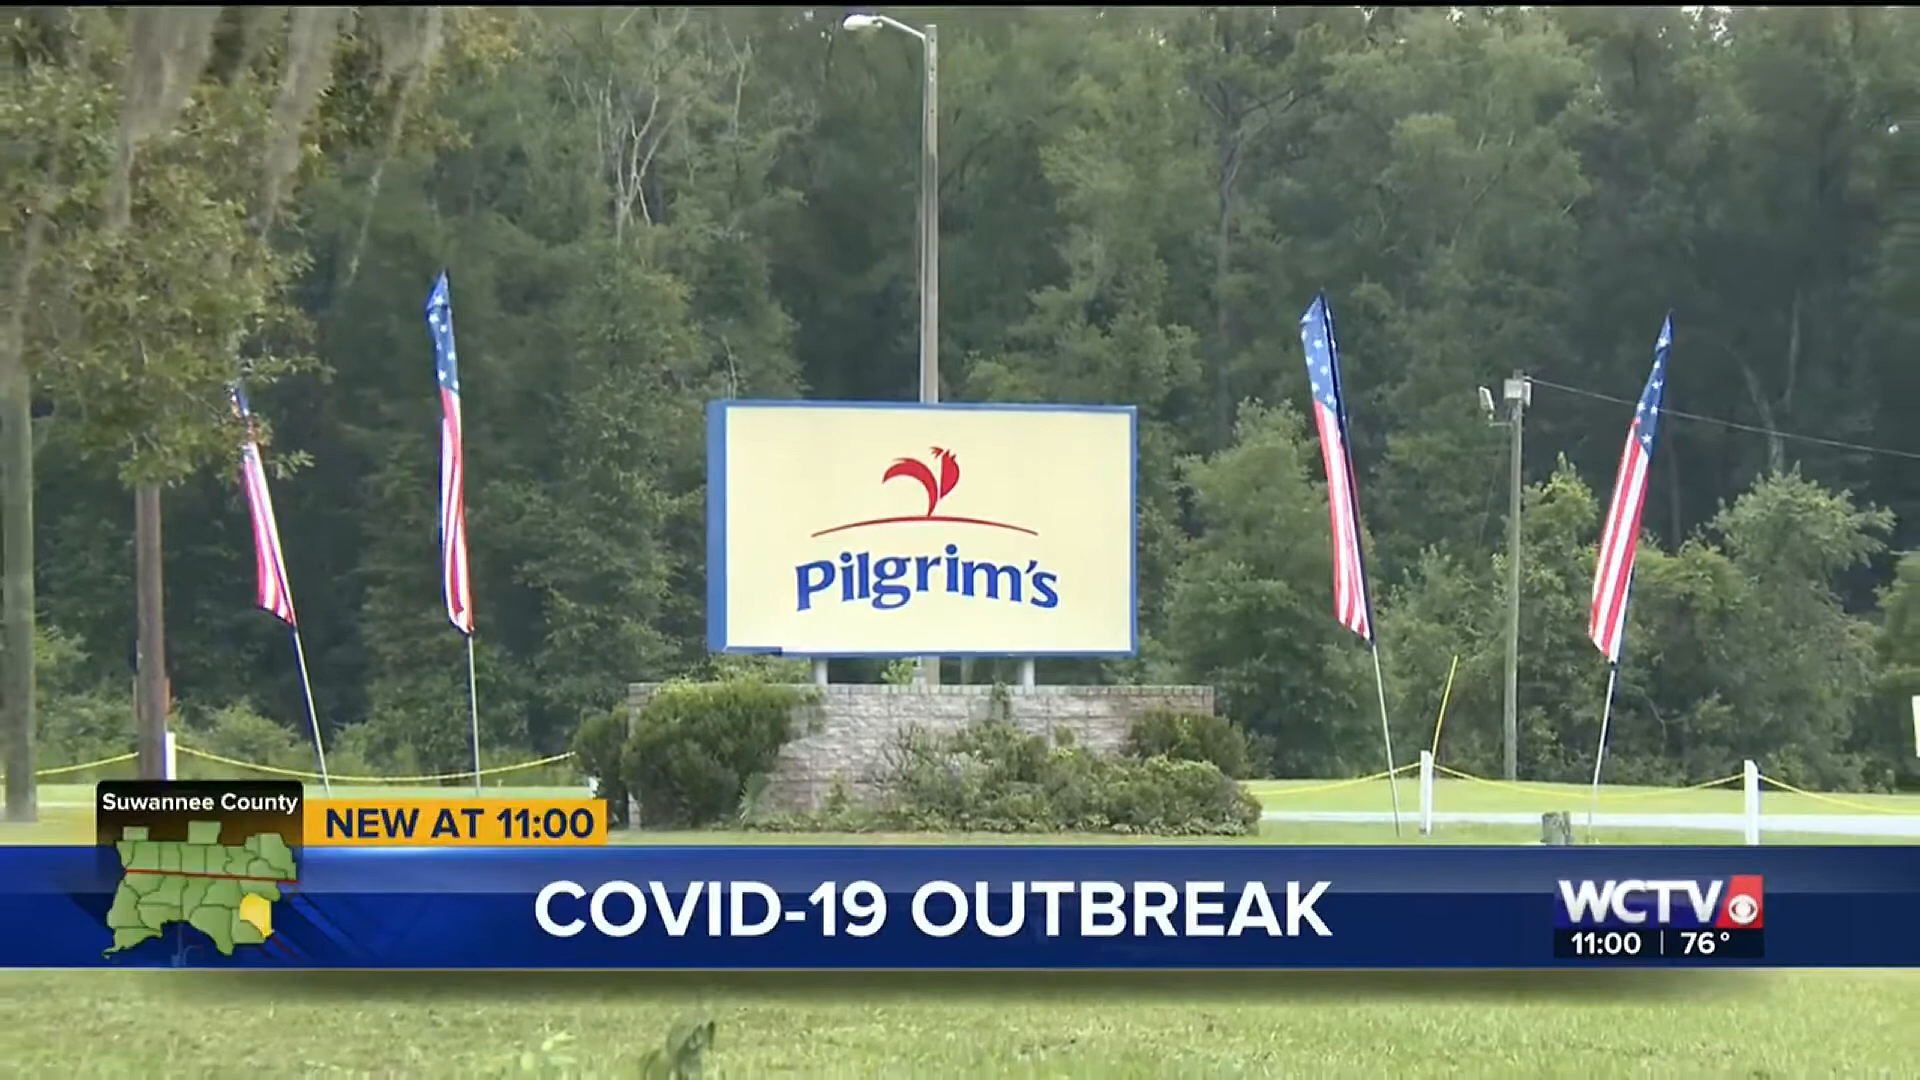 Pilgrim's
Suwannee County
NEW AT 11:00
COVID-19 OUTBREAK
WCTV
11:00 | 76°